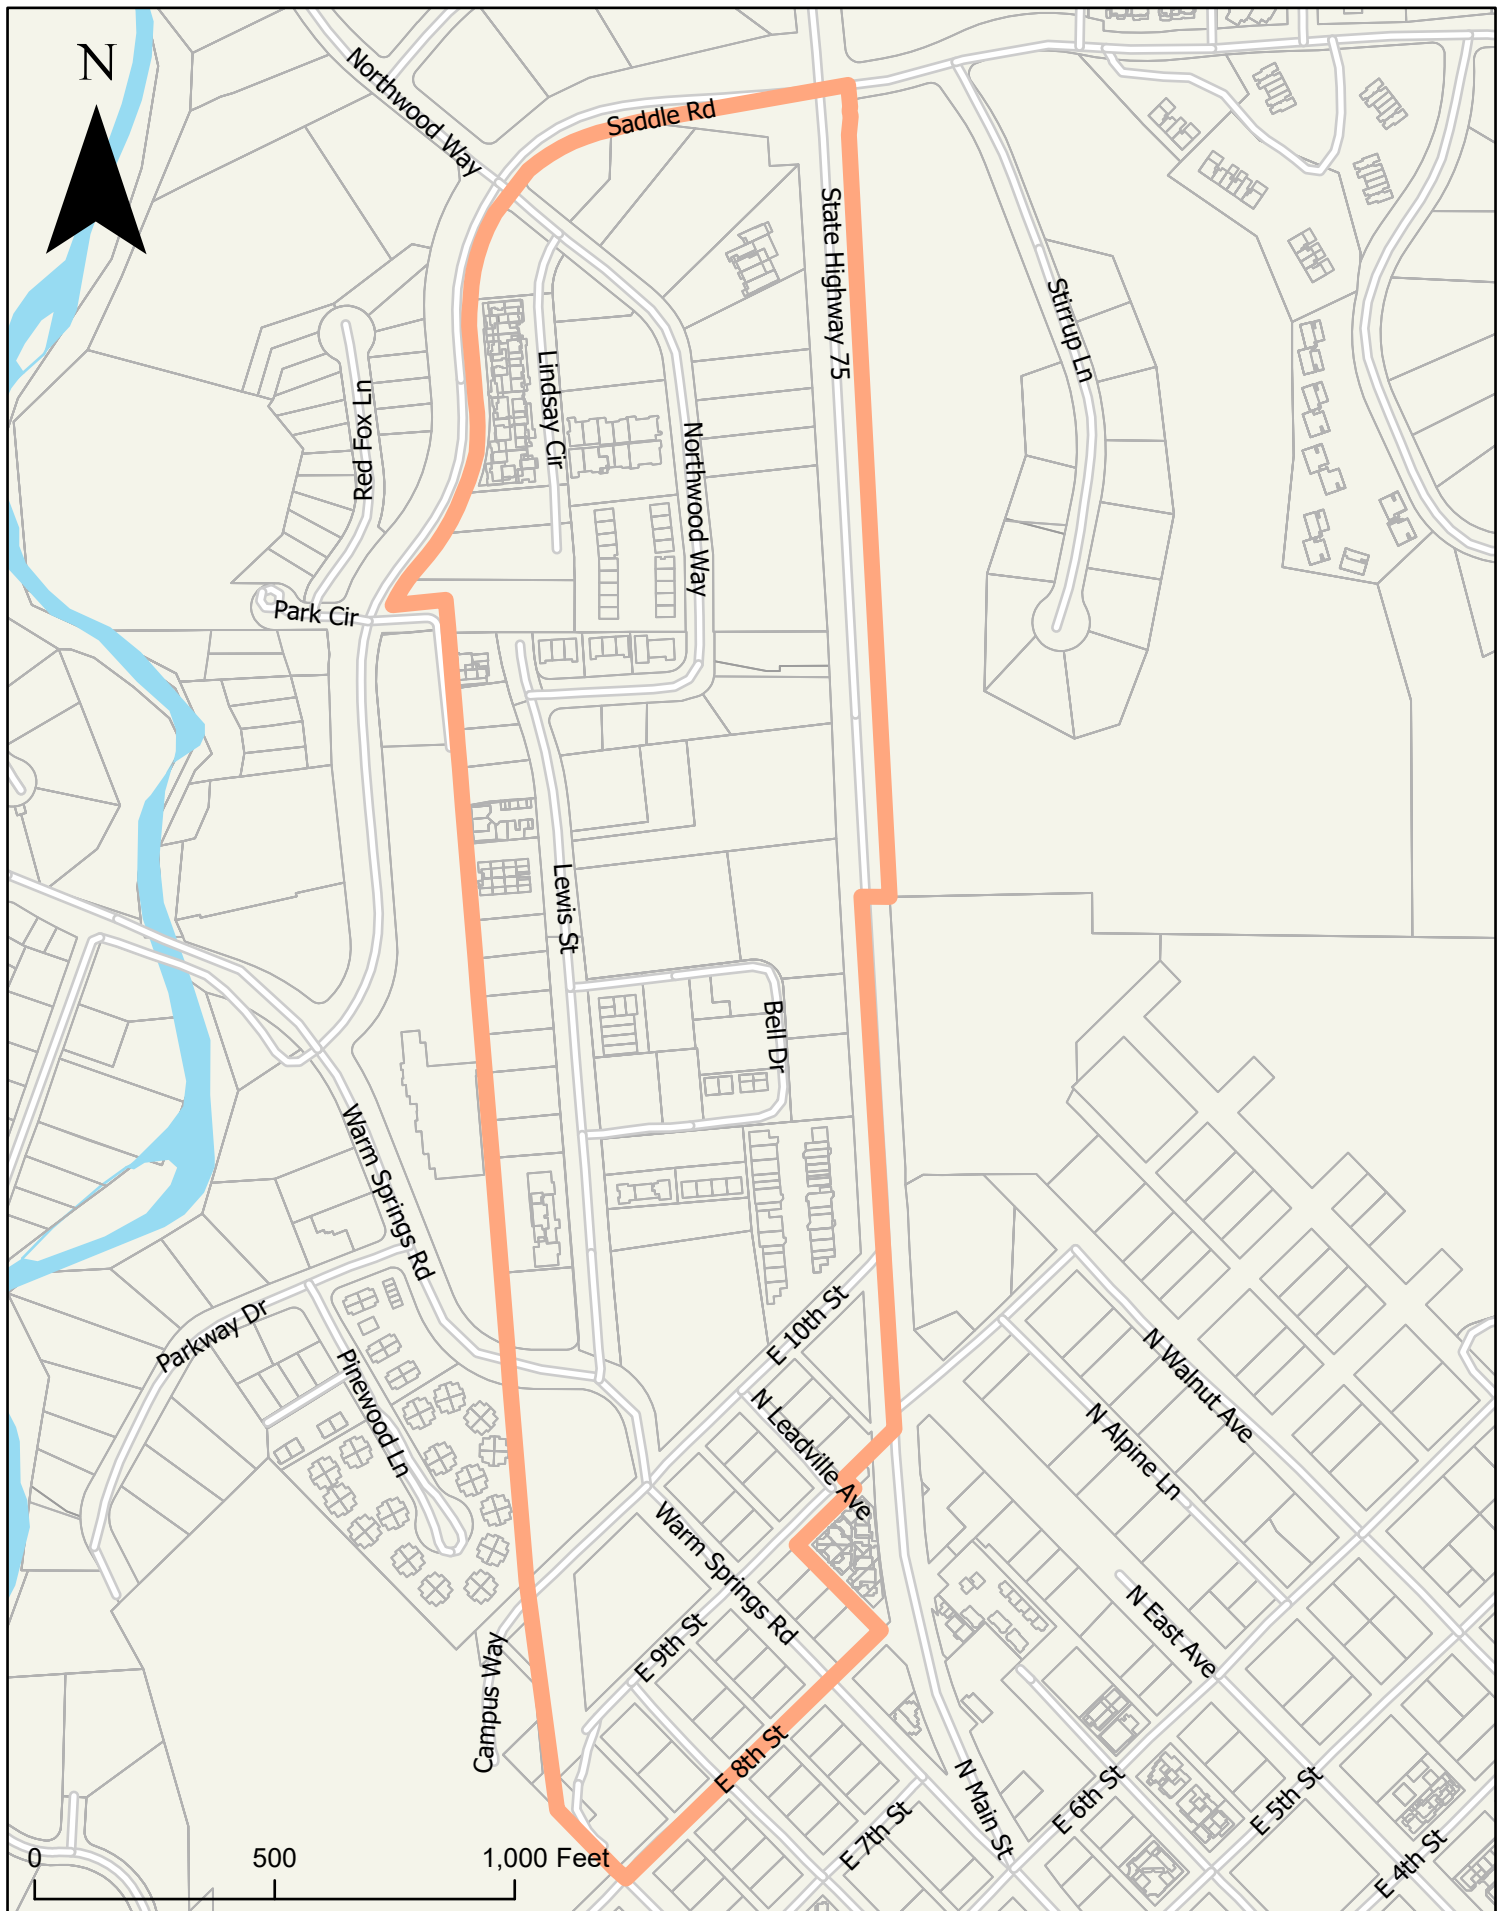 N
Northwood Way
Saddle Rd
State Highway 75
Stirrup Ln
Lindsay Cir
Red Fox Ln
Northwood Way
Park Cir
Lewis St
Bell Dr
Warm Springs Rd
E 10th St
Parkway Dr
Pinewood Ln
N Leadville Ave
N Walnut Ave
N Alpine Ln
Warm Springs Rd
N East Ave
E 9th St
Campus Way
E 8th St
N Main St
E 6th St
E 5th St
E 7th St
E 4th St
0 500 1,000 Feet